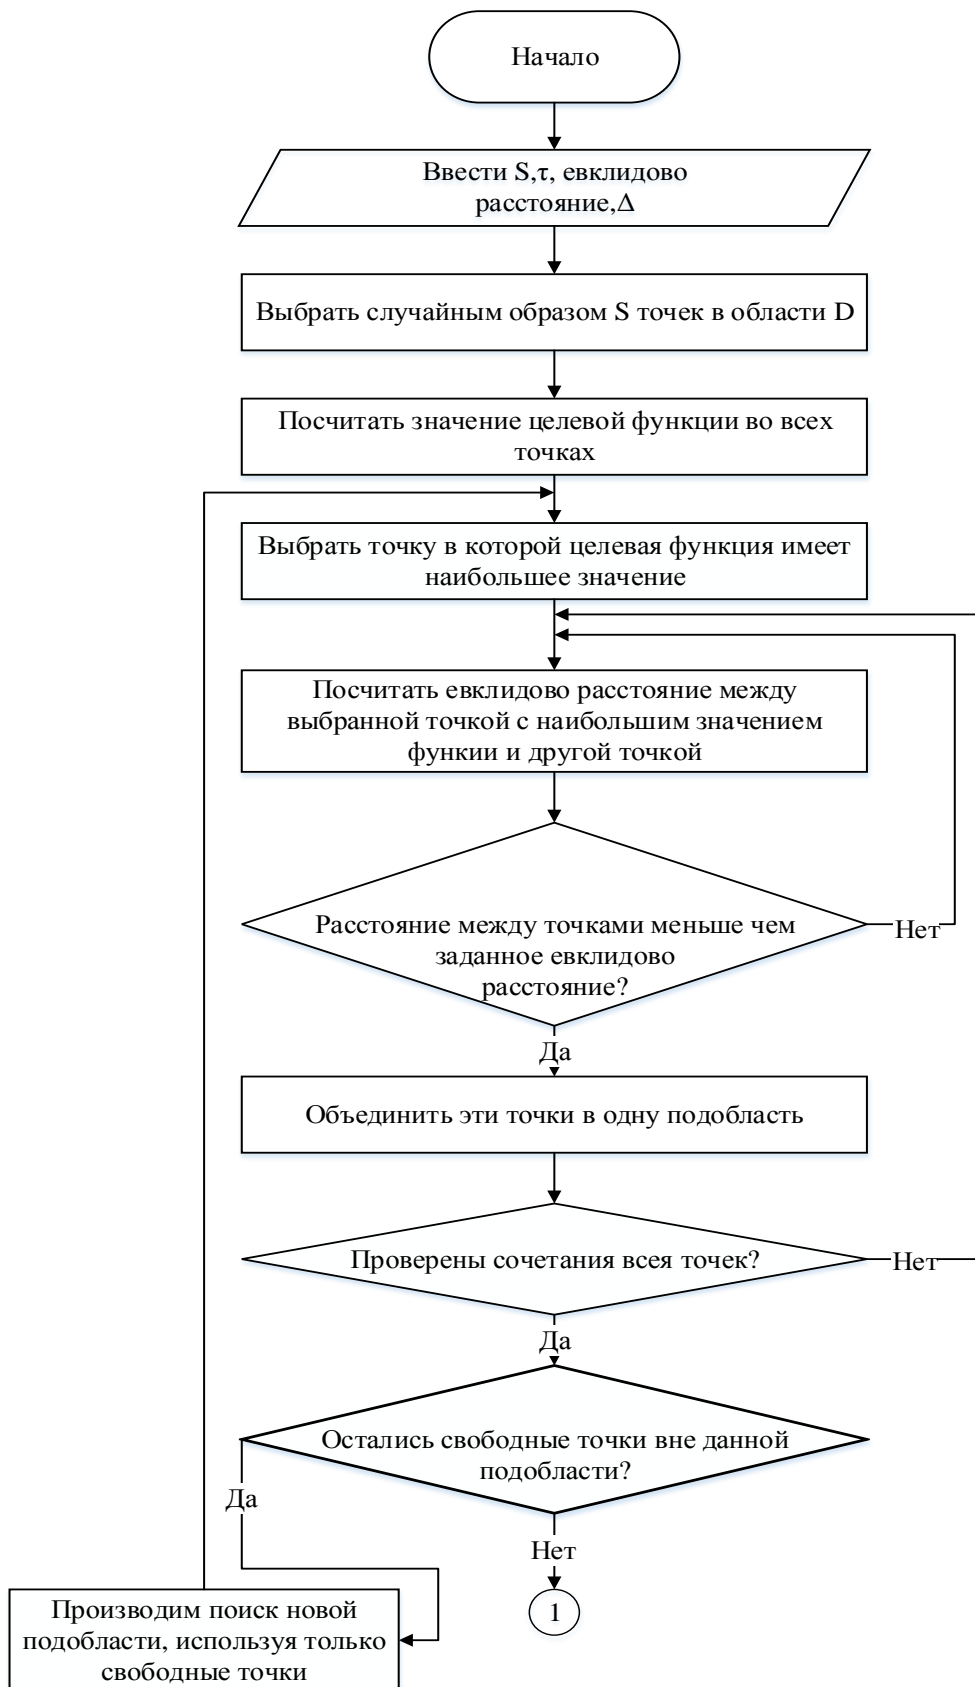 Начало
Ввести S,τ, евклидово
расстояние,Δ
Выбрать случайным образом S точек в области D
Посчитать значение целевой функции во всех
точках
Выбрать точку в которой целевая функция имеет
наибольшее значение
Посчитать евклидово расстояние между
выбранной точкой с наибольшим значением
функии и другой точкой
Расстояние между точками меньше чем
заданное евклидово
расстояние?
Нет
Да
Объединить эти точки в одну подобласть
Проверены сочетания всея точек?
Нет
Да
Остались свободные точки вне данной
подобласти?
Да
Нет
1
Производим поиск новой
подобласти, используя только
свободные точки